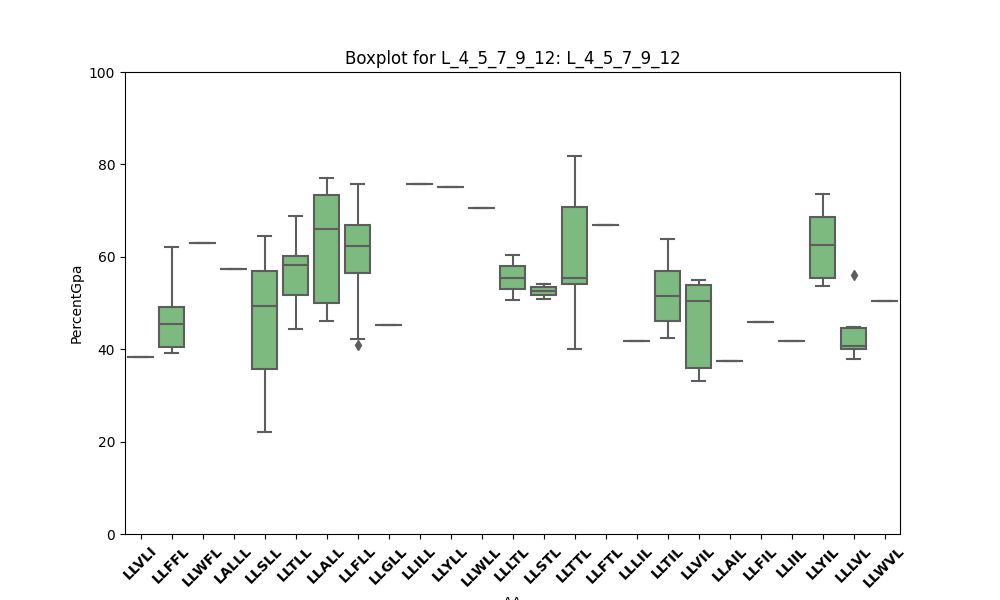 Boxplot for L_4_5_7_9_12: L_4_5_7_9_12
100
80
60
40
20
0
PercentGpa
LLVLI
LLFFL
LLWFL
LALLL
LLSLL
LLTLL
LLALL
LLFLL
LLGLL
LLILL
LLYLL
LLWLL
LLLTL
LLSTL
LLTTL
LLFTL
LLLIL
LLTIL
LLVIL
LLAIL
LLFIL
LLIIL
LLYIL
LLLVL
LLWVL